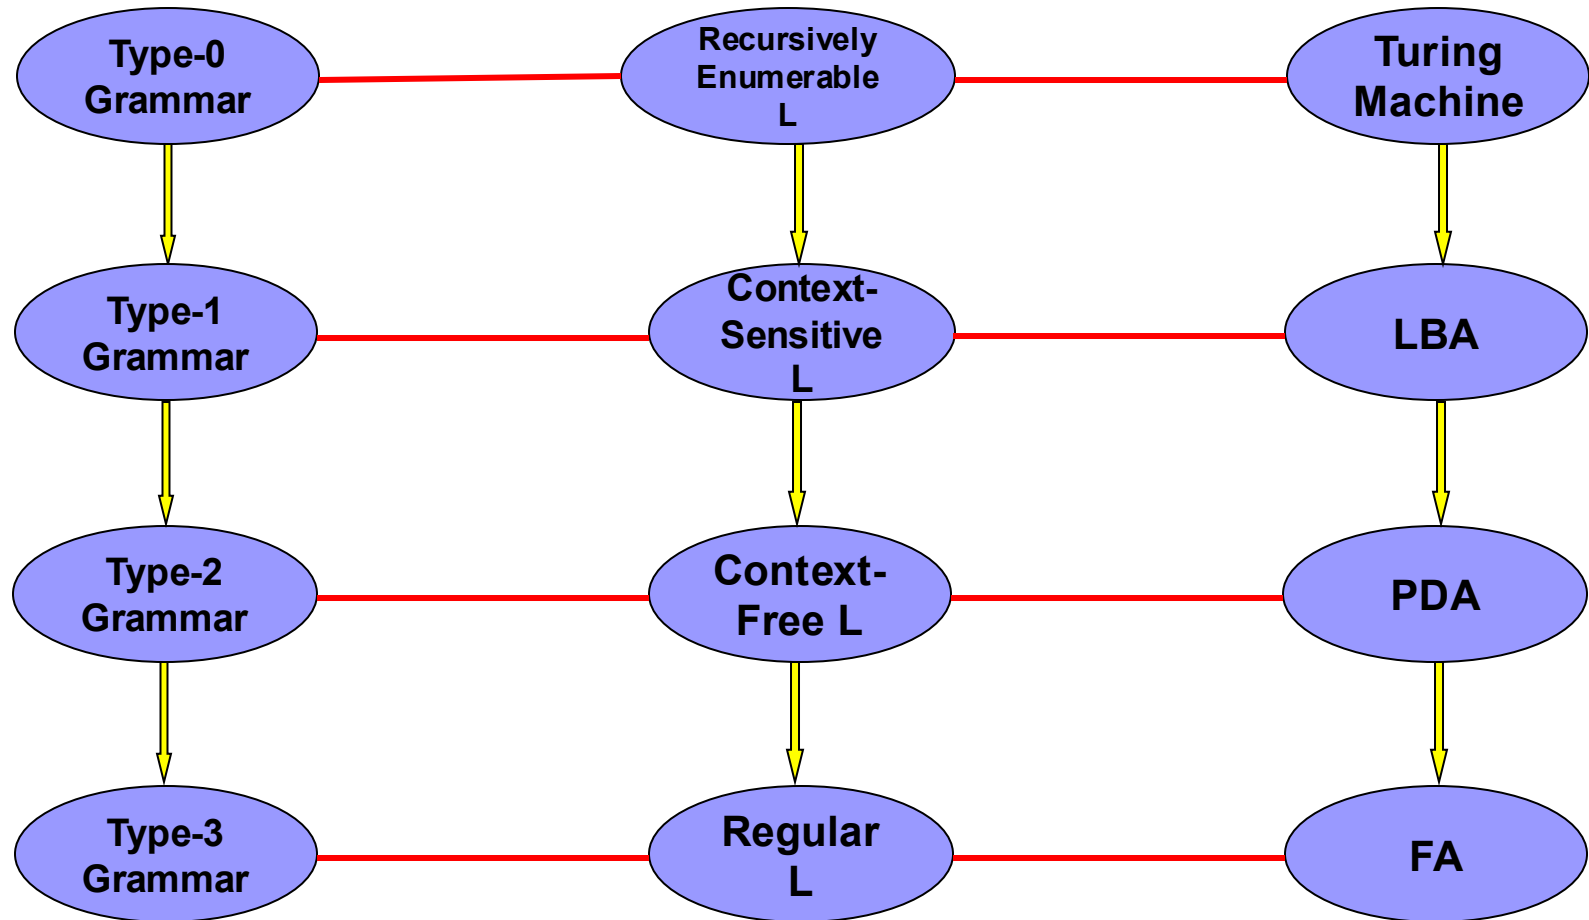 Type-0
Grammar
Recursively
Enumerable
L
Turing
Machine
Type-1
Grammar
Context-
Sensitive
L
LBA
Type-2
Grammar
Context-
Free L
PDA
Type-3
Grammar
Regular
L
FA